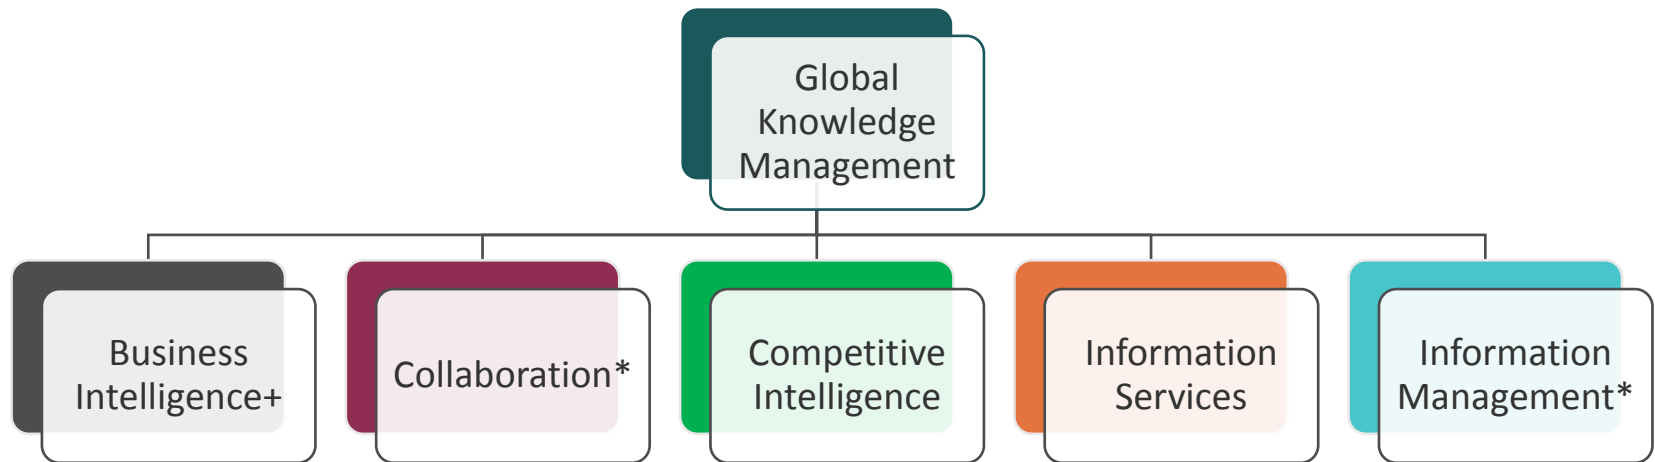 Global
Knowledge
Management
Business
Intelligence+
Collaboration*
Competitive
Intelligence
Information
Services
Information
Management*